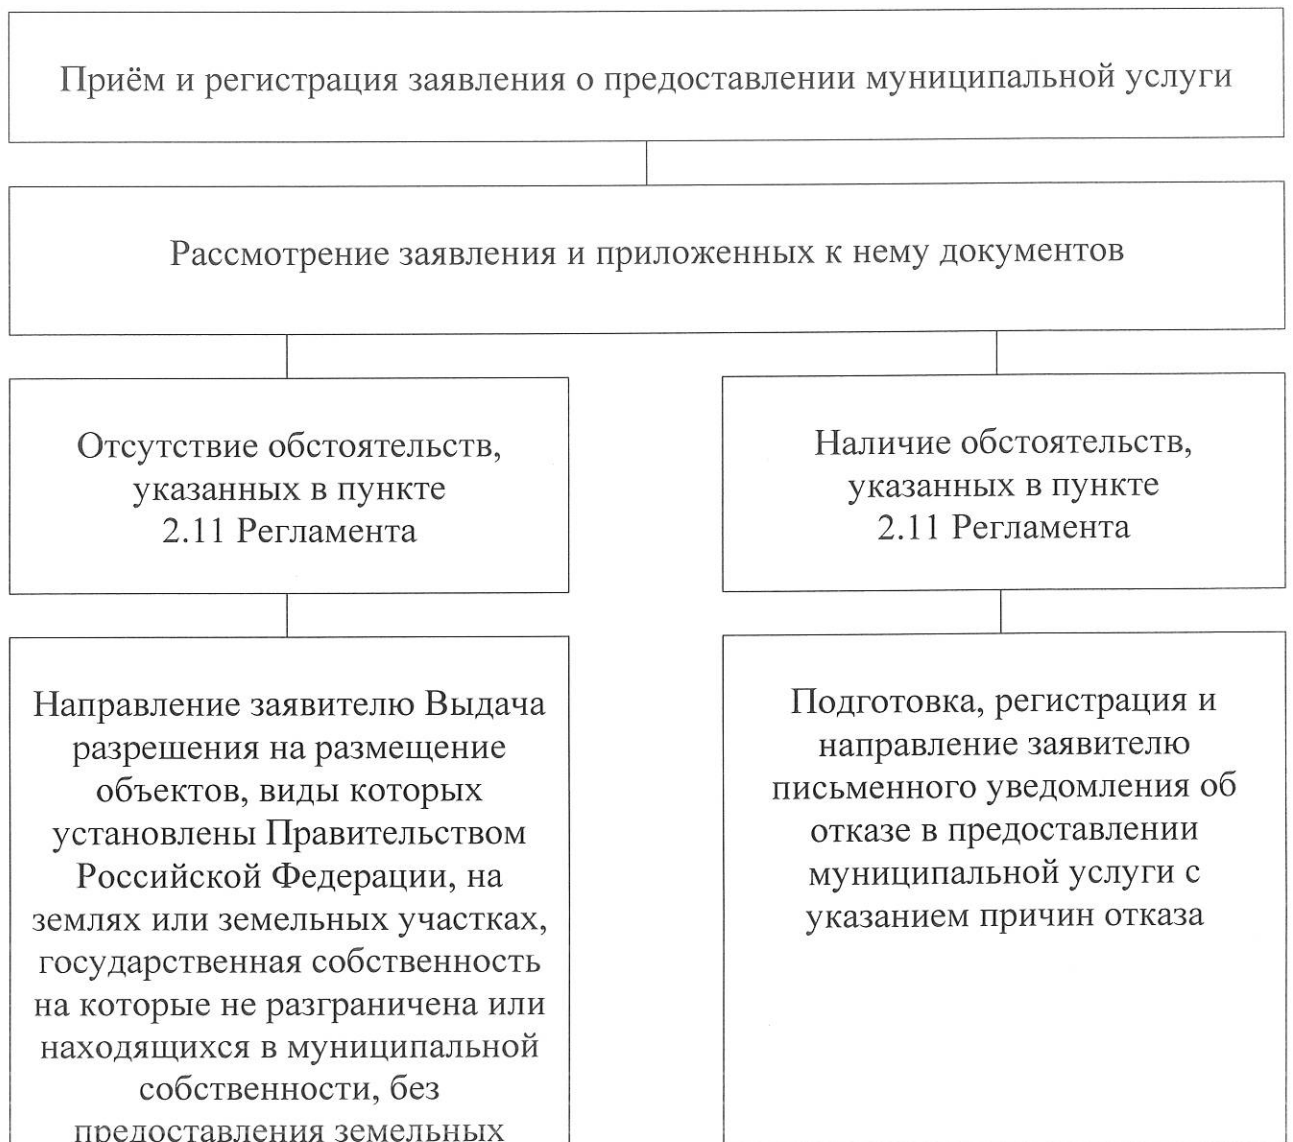 Приём и регистрация заявления о предоставлении муниципальной услуги
Рассмотрение заявления и приложенных к нему документов
Отсутствие обстоятельств,
указанных в пункте
2.11 Регламента
Наличие обстоятельств,
указанных в пункте
2.11 Регламента
Направление заявителю Выдача
разрешения на размещение
объектов, виды которых
установлены Правительством
Российской Федерации, на
землях или земельных участках,
государственная собственность
на которые не разграничена или
находящихся в муниципальной
собственности, без
предоставления земельных
Подготовка, регистрация и
направление заявителю
письменного уведомления об
отказе в предоставлении
муниципальной услуги с
указанием причин отказа